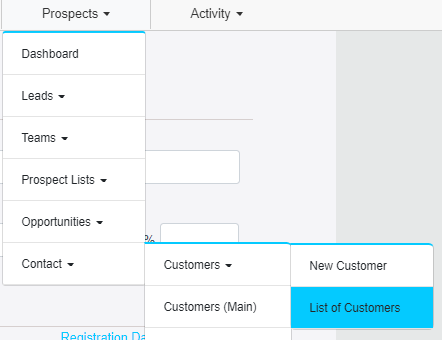 Prospects Activity
Dashboard
Leads
Teams
Prospect Lists
Opportunities
%
Contact Customers New Customer
Customers (Main) List of Customers
Registration Da